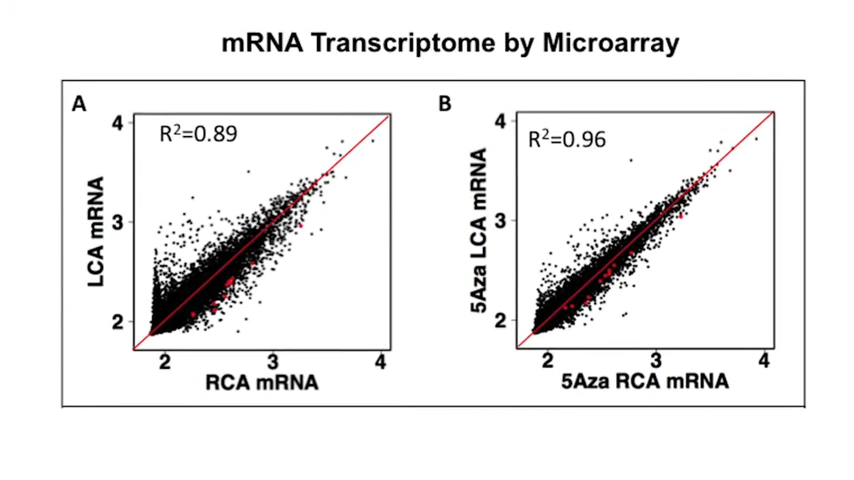 mRNA Transcriptome by Microarray
A
R²=0.89
4
3
2
LCA mRNA
2 3 4
RCA mRNA
B
R²=0.96
4
3
2
5Aza LCA mRNA
2 3 4
5Aza RCA mRNA